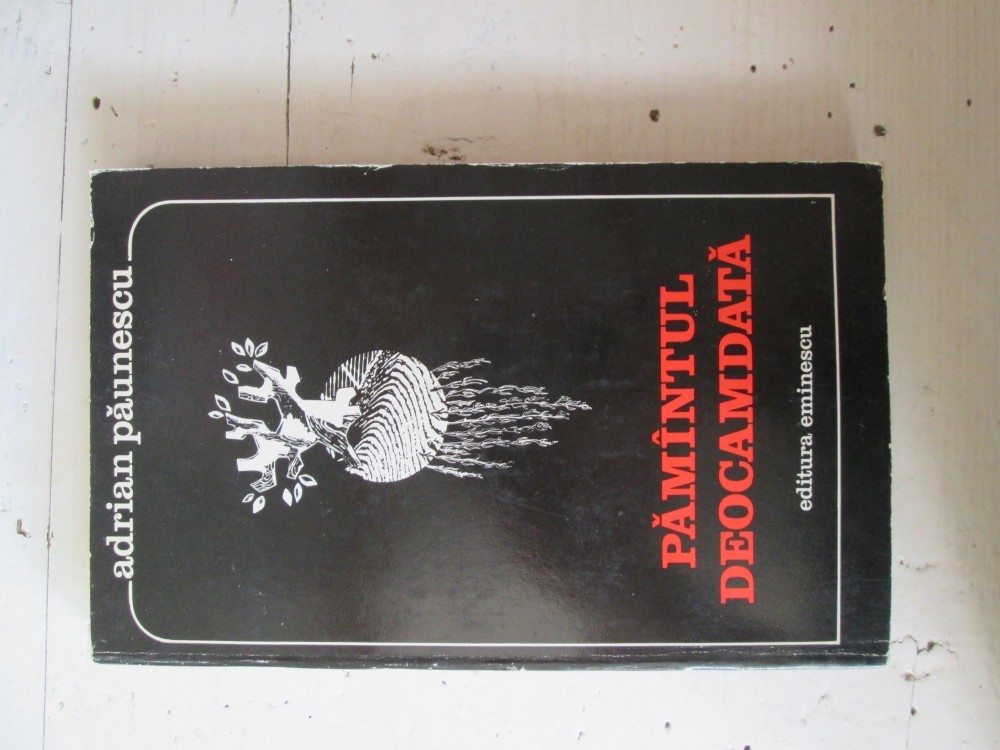 adrian păunescu
PĂMÎNTUL
DEOCAMDATĂ
editura eminescu